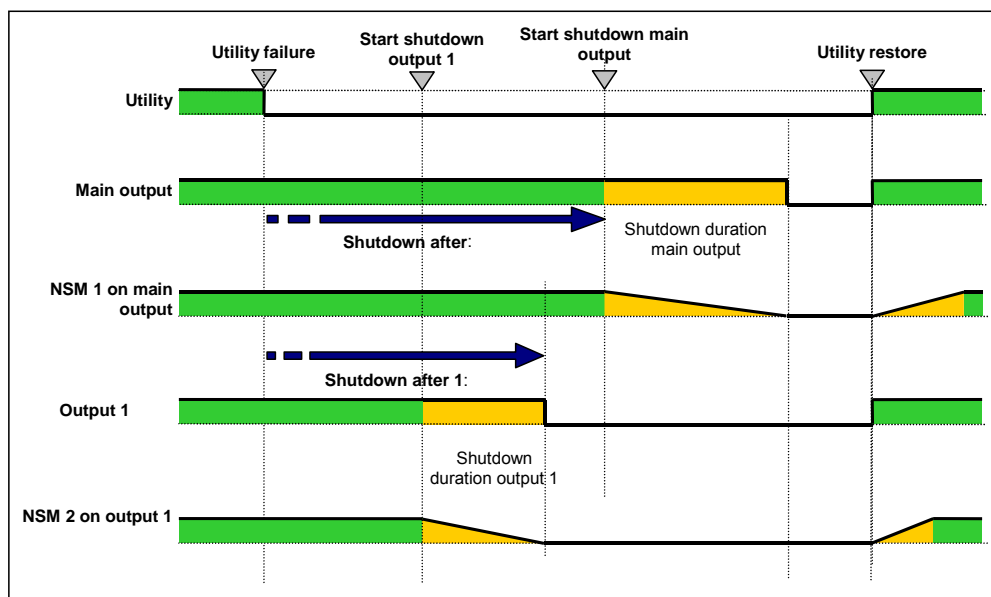 Utility failure
Start shutdown
output 1
Start shutdown main
output
Utility restore
Utility
Main output
Shutdown after:
Shutdown duration
main output
NSM 1 on main
output
Shutdown after 1:
Output 1
Shutdown
duration output 1
NSM 2 on output 1